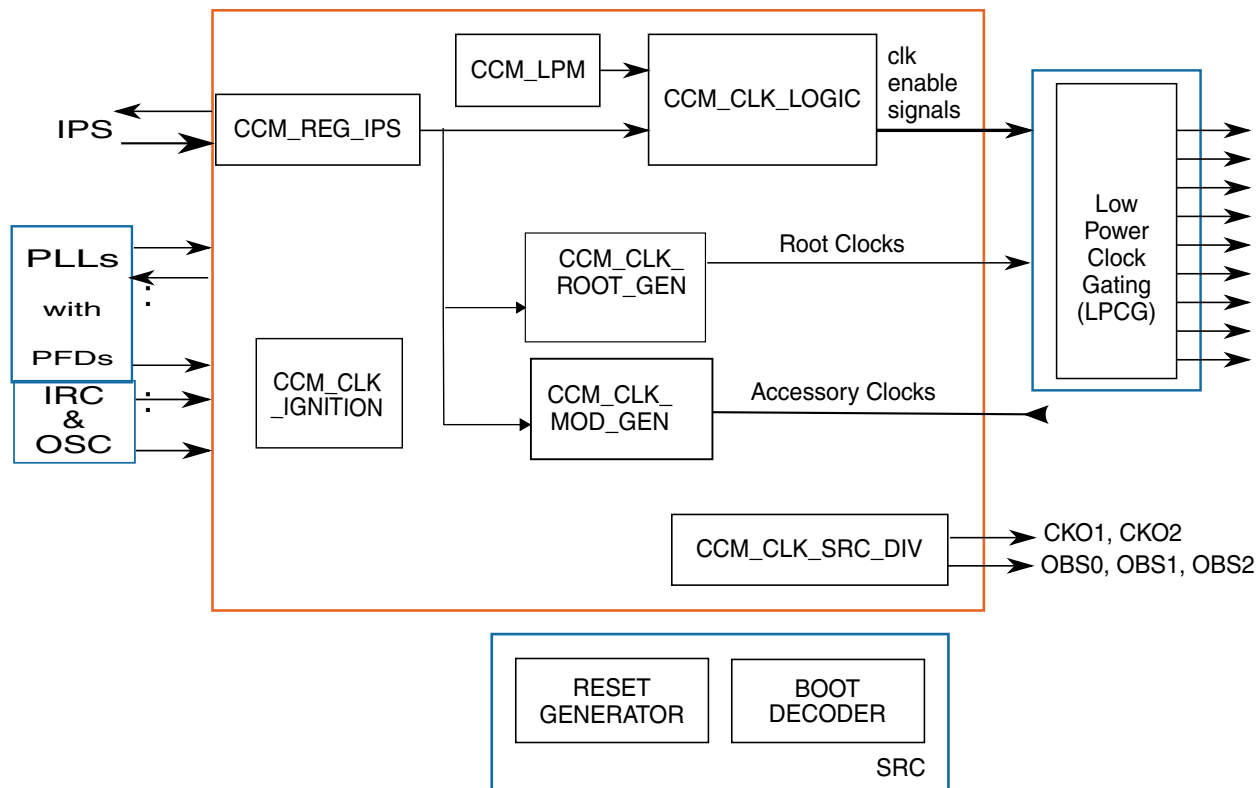 CCM_LPM
CCM_CLK_LOGIC
clk
enable
signals
IPS
CCM_REG_IPS
PLLs
with
PFDs
:
IRC
&
OSC
:
CCM_CLK
_IGNITION
CCM_CLK_
ROOT_GEN
Root Clocks
CCM_CLK_
MOD_GEN
Accessory Clocks
Low
Power
Clock
Gating
(LPCG)
CCM_CLK_SRC_DIV
CKO1, CKO2
OBS0, OBS1, OBS2
RESET
GENERATOR
BOOT
DECODER
SRC